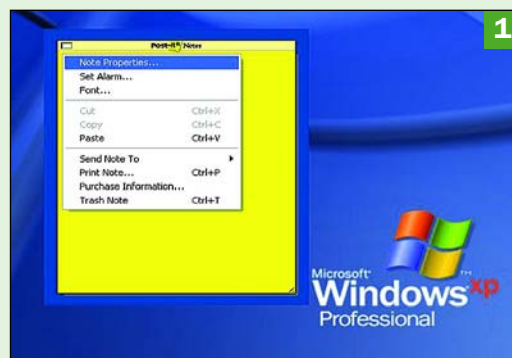 1
Post-it® Notes
Note Properties...
Set Alarm...
Font...
Cut Ctrl+X
Copy Ctrl+C
Paste Ctrl+V
Send Note To
Print Note... Ctrl+P
Purchase Information...
Trash Note Ctrl+T
Microsoft®
Windows xp ™
Professional